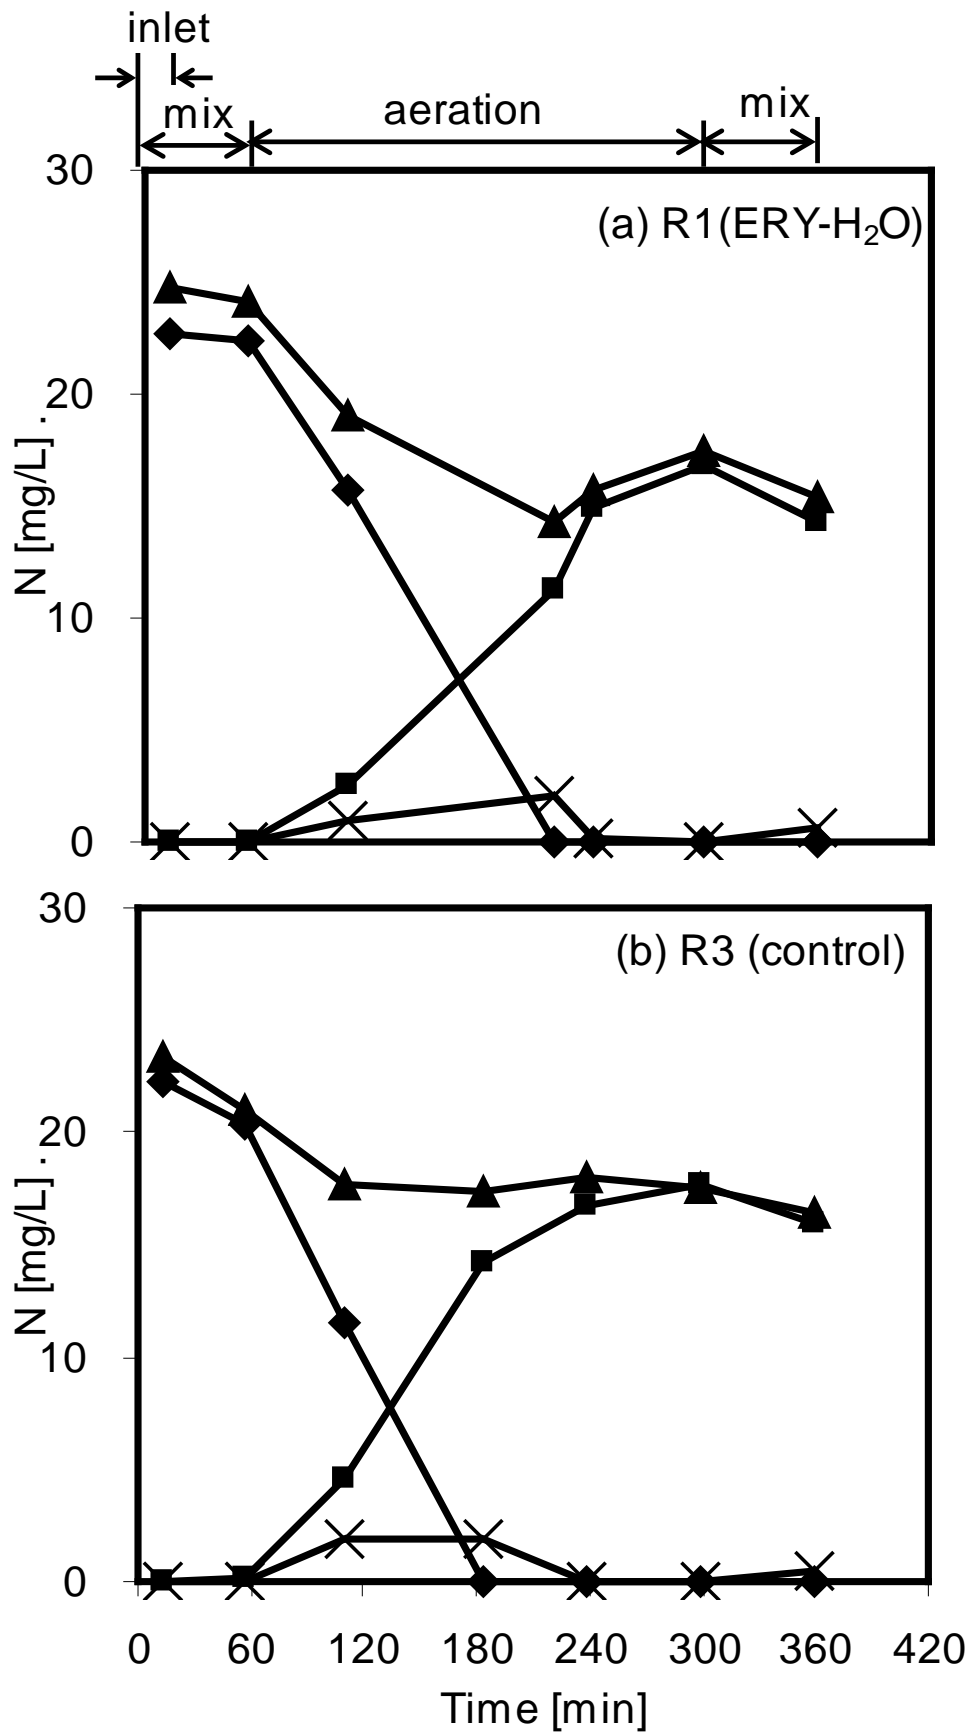 inlet
mix
aeration
mix
30
(a) R1(ERY-H₂O)
20
N [mg/L] .
10
0
30
(b) R3 (control)
20
N [mg/L] .
10
0
0 60 120 180 240 300 360 420
Time [min]